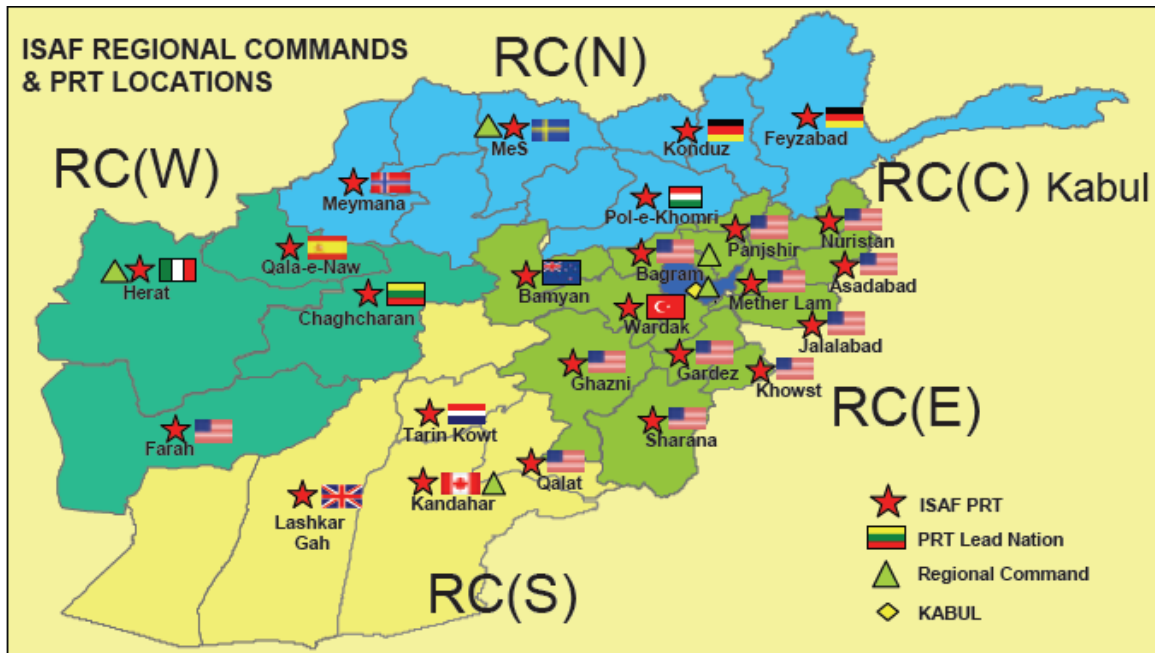 ISAF REGIONAL COMMANDS
& PRT LOCATIONS
RC(N)
RC(W)
RC(C) Kabul
RC(E)
RC(S)
MeS
Konduz
Feyzabad
Meymana
Pol-e-Khomri
Qala-e-Naw
Herat
Chaghcharan
Farah
Bamyan
Bagram
Panjshir
Nuristan
Asadabad
Mether Lam
Wardak
Jalalabad
Ghazni
Gardez
Khowst
Sharana
Tarin Kowt
Qalat
Kandahar
Lashkar
Gah
ISAF PRT
PRT Lead Nation
Regional Command
KABUL